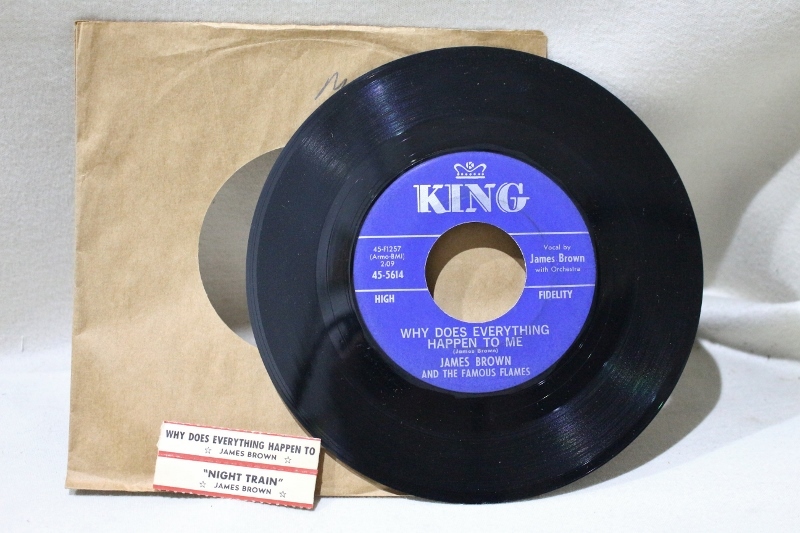 K
KING
45-F1257
(Armo-BMI)
2:09
45-5614
Vocal by
James Brown
with Orchestra
HIGH FIDELITY
WHY DOES EVERYTHING
HAPPEN TO ME
(James Brown)
JAMES BROWN
AND THE FAMOUS FLAMES
WHY DOES EVERYTHING HAPPEN TO
☆ JAMES BROWN ☆
"NIGHT TRAIN"
☆ JAMES BROWN ☆